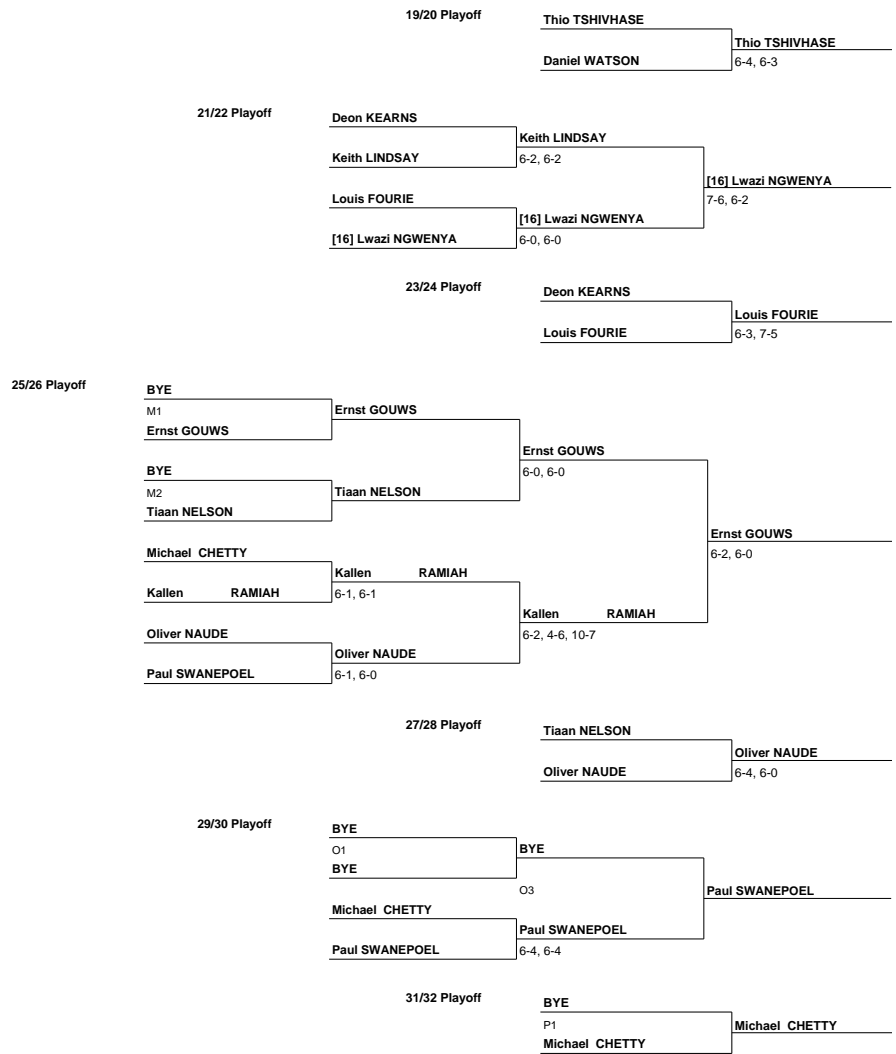 19/20 Playoff
Thio TSHIVHASE
Thio TSHIVHASE
Daniel WATSON
6-4, 6-3
21/22 Playoff
Deon KEARNS
Keith LINDSAY
Keith LINDSAY
6-2, 6-2
[16] Lwazi NGWENYA
7-6, 6-2
Louis FOURIE
[16] Lwazi NGWENYA
[16] Lwazi NGWENYA
6-0, 6-0
23/24 Playoff
Deon KEARNS
Louis FOURIE
Louis FOURIE
6-3, 7-5
25/26 Playoff
BYE
M1
Ernst GOUWS
Ernst GOUWS
Ernst GOUWS
6-0, 6-0
BYE
M2
Tiaan NELSON
Tiaan NELSON
Ernst GOUWS
6-2, 6-0
Michael CHETTY
Kallen RAMIAH
Kallen RAMIAH
6-1, 6-1
Kallen RAMIAH
6-2, 4-6, 10-7
Oliver NAUDE
Oliver NAUDE
Paul SWANEPOEL
6-1, 6-0
27/28 Playoff
Tiaan NELSON
Oliver NAUDE
Oliver NAUDE
6-4, 6-0
29/30 Playoff
BYE
O1
BYE
BYE
O3
Paul SWANEPOEL
Michael CHETTY
Paul SWANEPOEL
Paul SWANEPOEL
6-4, 6-4
31/32 Playoff
BYE
P1
Michael CHETTY
Michael CHETTY